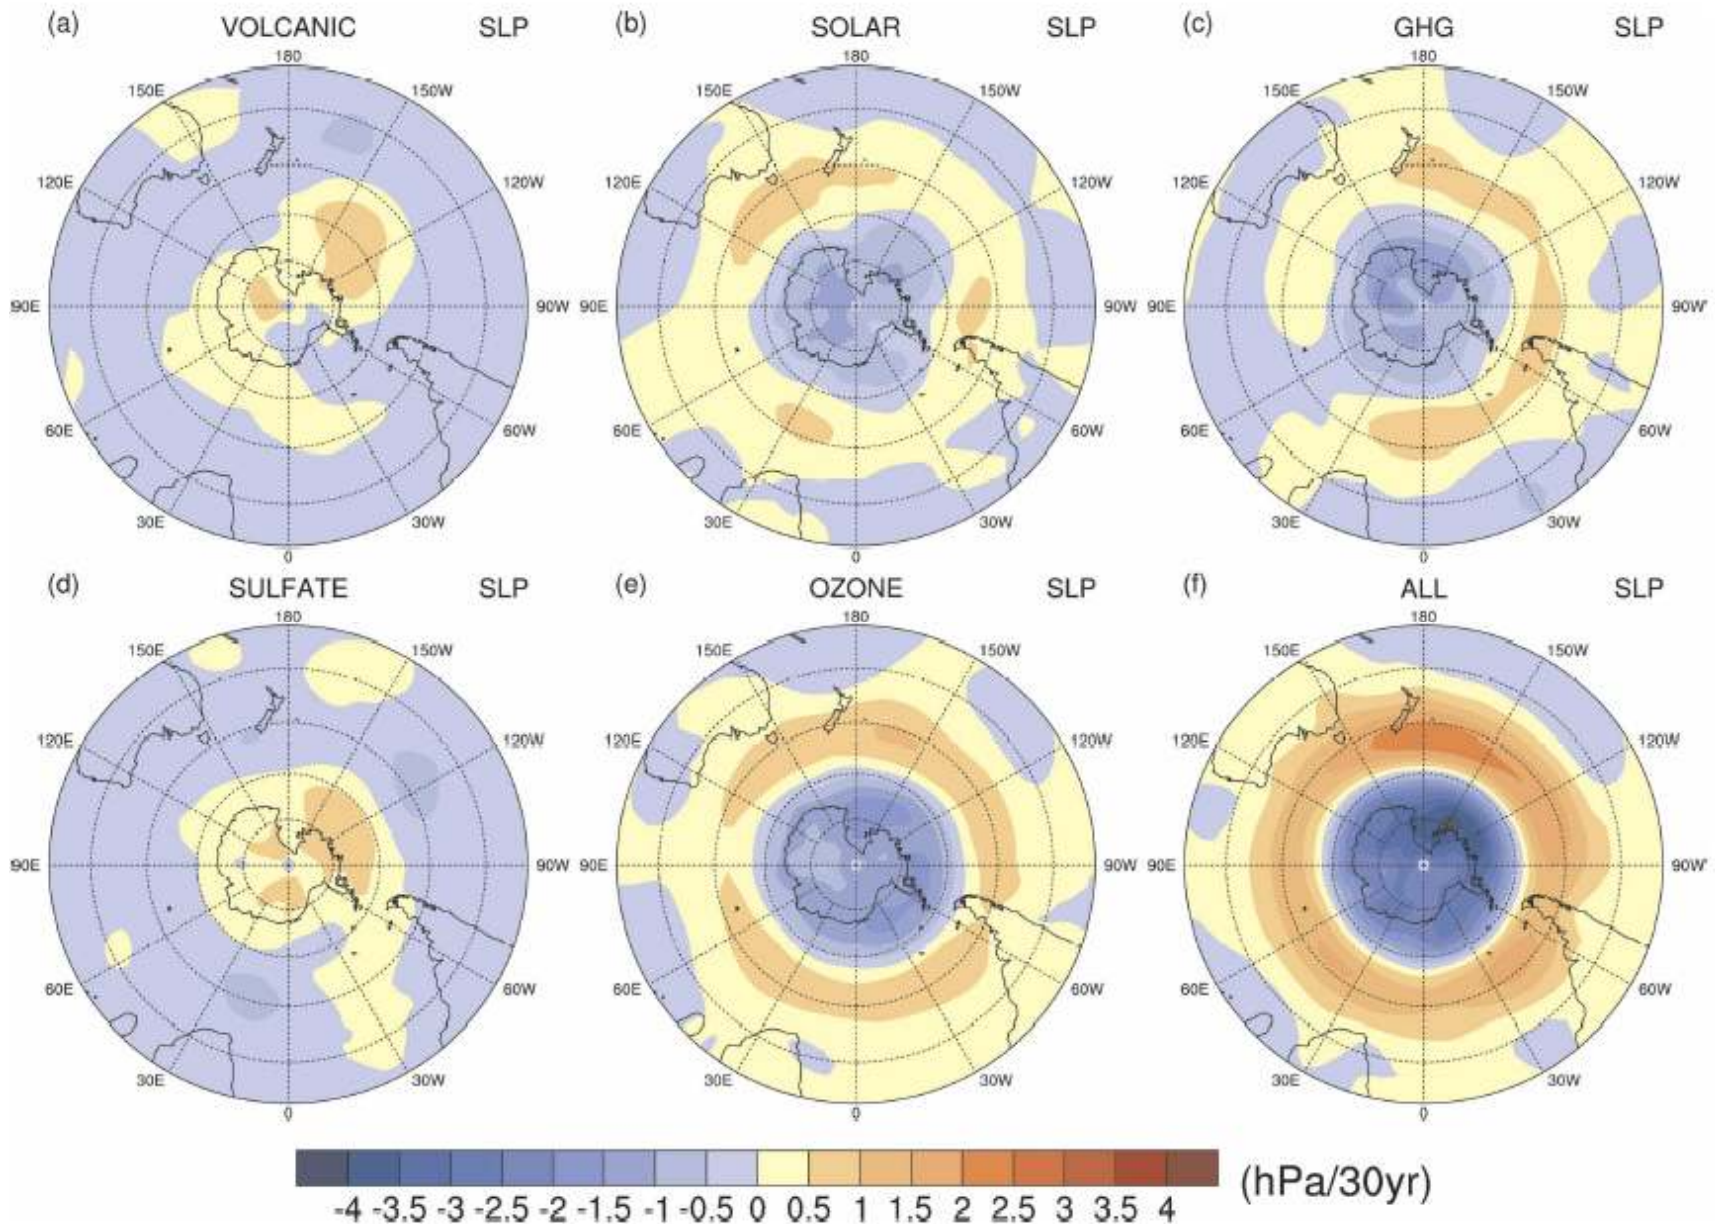 (a) VOLCANIC SLP
(b) SOLAR SLP
(c) GHG SLP
180 180 180
150E 150W 150E 150W 150E 150W
120E 120W 120E 120W 120E 120W
90E 90W 90E 90W 90E 90W
60E 60W 60E 60W 60E 60W
30E 30W 30E 30W 30E 30W
0 0 0
(d) SULFATE SLP
(e) OZONE SLP
(f) ALL SLP
180 180 180
150E 150W 150E 150W 150E 150W
120E 120W 120E 120W 120E 120W
90E 90W 90E 90W 90E 90W
60E 60W 60E 60W 60E 60W
30E 30W 30E 30W 30E 30W
0 0 0
-4 -3.5 -3 -2.5 -2 -1.5 -1 -0.5 0 0.5 1 1.5 2 2.5 3 3.5 4
(hPa/30yr)